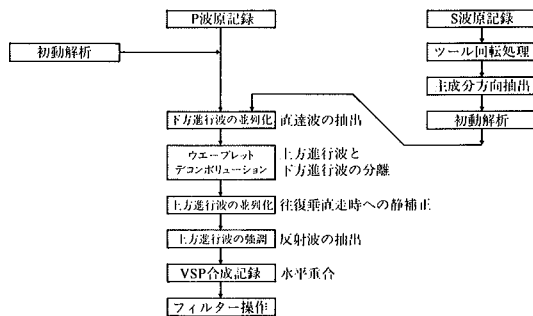 P波原記録
S波原記録
初動解析
ツール回転処理
主成分方向抽出
下方進行波の並列化
直達波の抽出
初動解析
ウエーブレット
デコンボリューション
上方進行波と
下方進行波の分離
上方進行波の並列化
往復垂直走時への静補正
上方進行波の強調
反射波の抽出
VSP合成記録
水平重合
フィルター操作